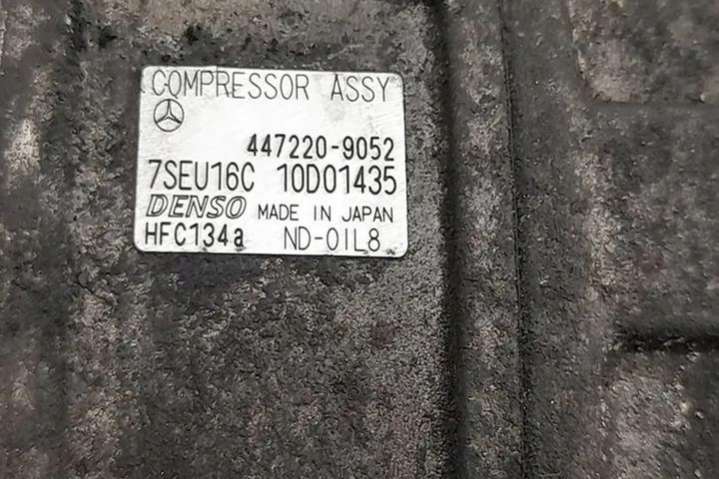 COMPRESSOR ASSY
447220-9052
7SEU16C 10D01435
DENSO MADE IN JAPAN
HFC134a ND-OIL8